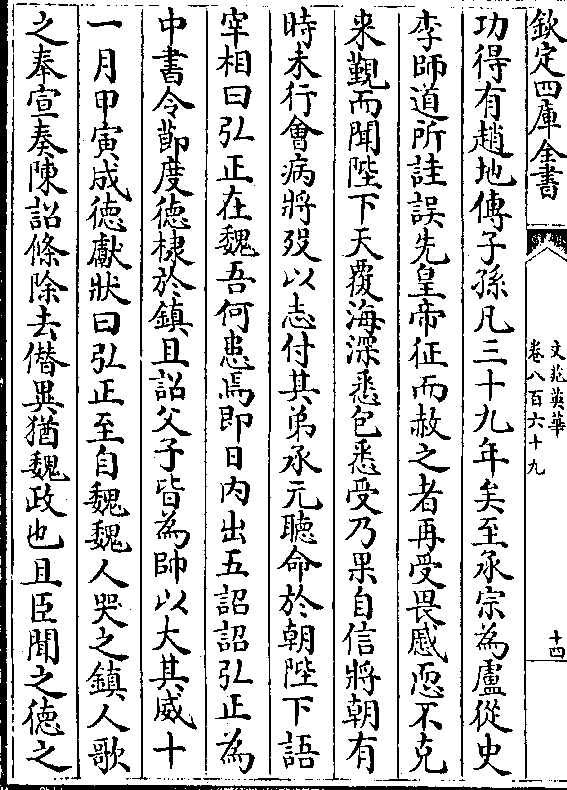 欽定四庫全書
文苑英華
卷八百六十九
十四
功得有趙地傳子孫凡三十九年矣至承宗為盧從史
李師道所詿誤先皇帝征而赦之者再受畏慼恧不克
来覲而聞陛下天覆海深悉包悉受乃果自信將朝有
時未行會病將歿以志付其弟承元聽命於朝陛下語
宰相曰弘正在魏吾何患焉即日内出五詔詔弘正為
中書令節度徳棣於鎮且詔父子皆為帥以大其威十
一月甲寅成徳獻狀曰弘正至自魏魏人哭之鎮人歌
之奉宣奏陳詔條除去僣異猶魏政也且臣聞之徳之